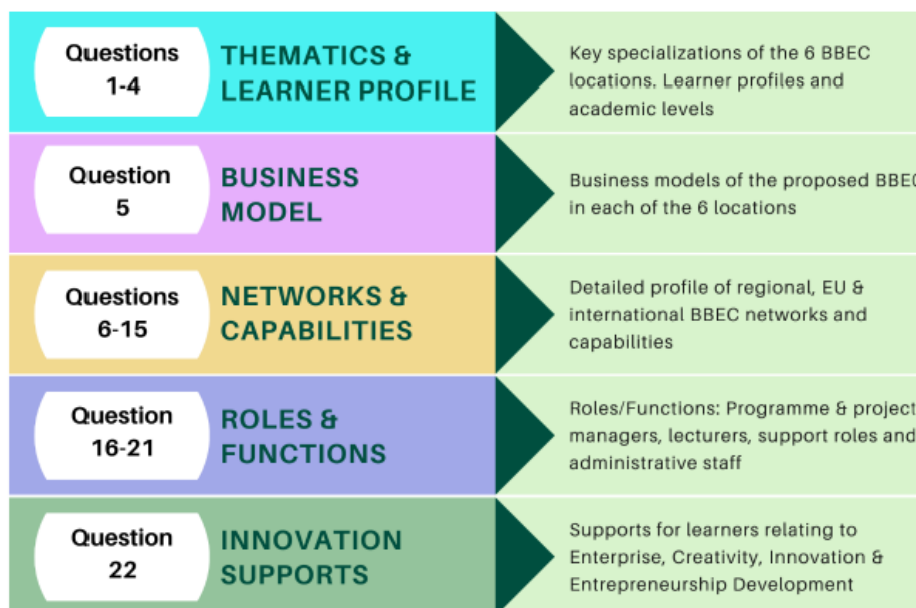 Questions
1-4
THEMATICS &
LEARNER PROFILE
Key specializations of the 6 BBEC
locations. Learner profiles and
academic levels
Question
5
BUSINESS
MODEL
Business models of the proposed BBEC
in each of the 6 locations
Questions
6-15
NETWORKS &
CAPABILITIES
Detailed profile of regional, EU &
international BBEC networks and
capabilities
Question
16-21
ROLES &
FUNCTIONS
Roles/Functions: Programme & project
managers, lecturers, support roles and
administrative staff
Question
22
INNOVATION
SUPPORTS
Supports for learners relating to
Enterprise, Creativity, Innovation &
Entrepreneurship Development